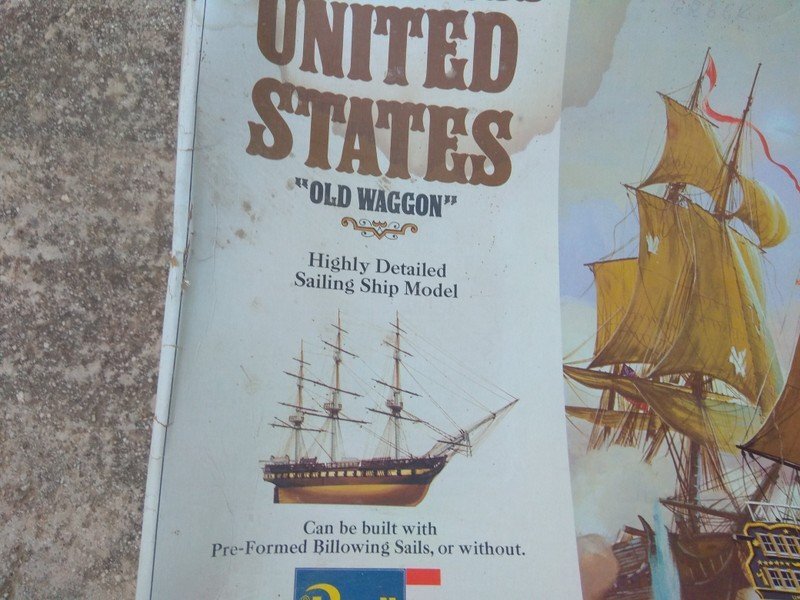 UNITED
STATES
"OLD WAGGON"
Highly Detailed
Sailing Ship Model
Can be built with
Pre-Formed Billowing Sails, or without.